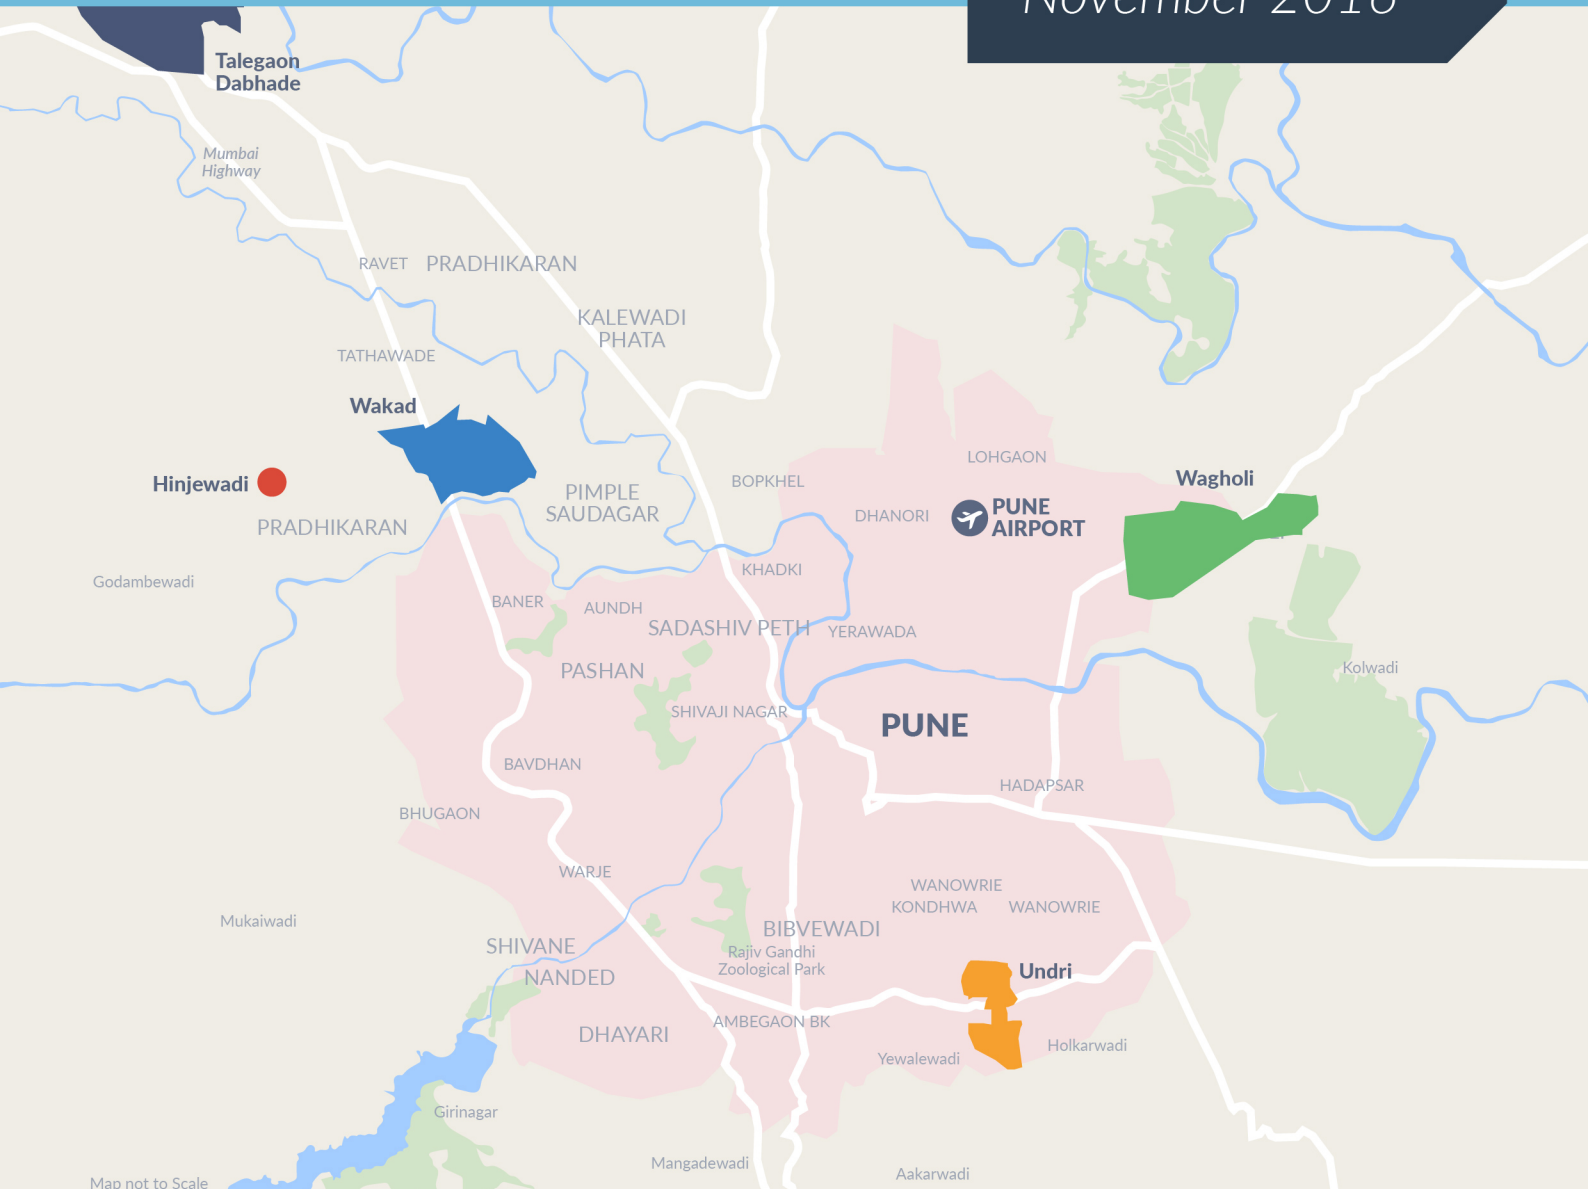 November 2018
Talegaon
Dabhade
Mumbai
Highway
RAVET
PRADHIKARAN
KALEWADI
PHATA
TATHAWADE
Wakad
Hinjewadi
PRADHIKARAN
PIMPLE
SAUDAGAR
BOPKHEL
LOHGAON
DHANORI
PUNE
AIRPORT
Wagholi
Godambewadi
KHADKI
BANER
AUNDH
SADASHIV PETH
YERAWADA
PASHAN
Kolwadi
SHIVAJI NAGAR
PUNE
BAVDHAN
HADAPSAR
BHUGAON
WARJE
WANOWRIE
KONDHWA
WANOWRIE
Mukaiwadi
BIBVEWADI
SHIVANE
Rajiv Gandhi
Zoological Park
NANDED
Undri
DHAYARI
AMBEGAON BK
Yewalewadi
Holkarwadi
Girinagar
Mangadewadi
Aakarwadi
Map not to Scale